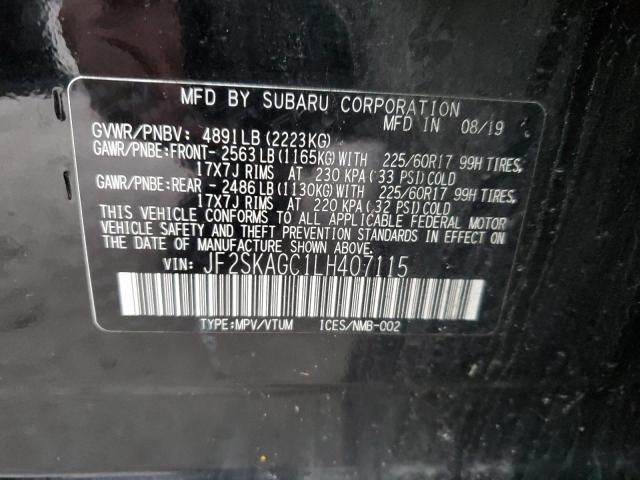 MFD BY SUBARU CORPORATION
MFD IN 08/19
GVWR/PNBV: 4891LB (2223KG)
GAWR/PNBE:FRONT- 2563LB (1165KG)WITH 225/60R17 99H TIRES,
17X7J RIMS AT 230 KPA (33 PSI)COLD
GAWR/PNBE:REAR - 2486LB (1130KG)WITH 225/60R17 99H TIRES,
17X7J RIMS AT 220 KPA(32 PSI)COLD
THIS VEHICLE CONFORMS TO ALL APPLICABLE FEDERAL MOTOR
VEHICLE SAFETY AND THEFT PREVENTION STANDARDS IN EFFECT ON
THE DATE OF MANUFACTURE SHOWN ABOVE.
VIN: JF2SKAGC1LH407115
TYPE:MPV/VTUM ICES/NMB-002